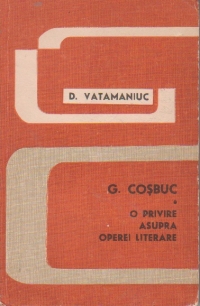 D. VATAMANIUC
G. COȘBUC
*
O PRIVIRE
ASUPRA
OPEREI LITERARE